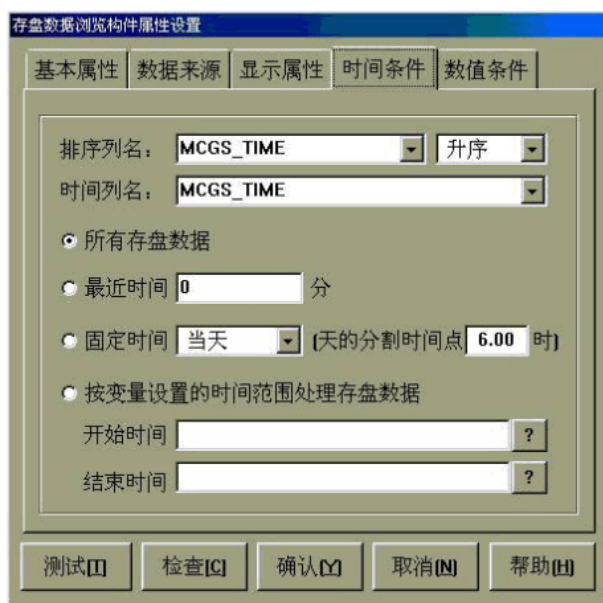 存盘数据浏览构件属性设置
基本属性 数据来源 显示属性 时间条件 数值条件
排序列名： MCGS_TIME 升序
时间列名： MCGS_TIME
所有存盘数据
最近时间 0 分
固定时间 当天 (天的分割时间点 6.00 时)
按变量设置的时间范围处理存盘数据
开始时间 ?
结束时间 ?
测试[T] 检查[C] 确认[Y] 取消[N] 帮助[H]